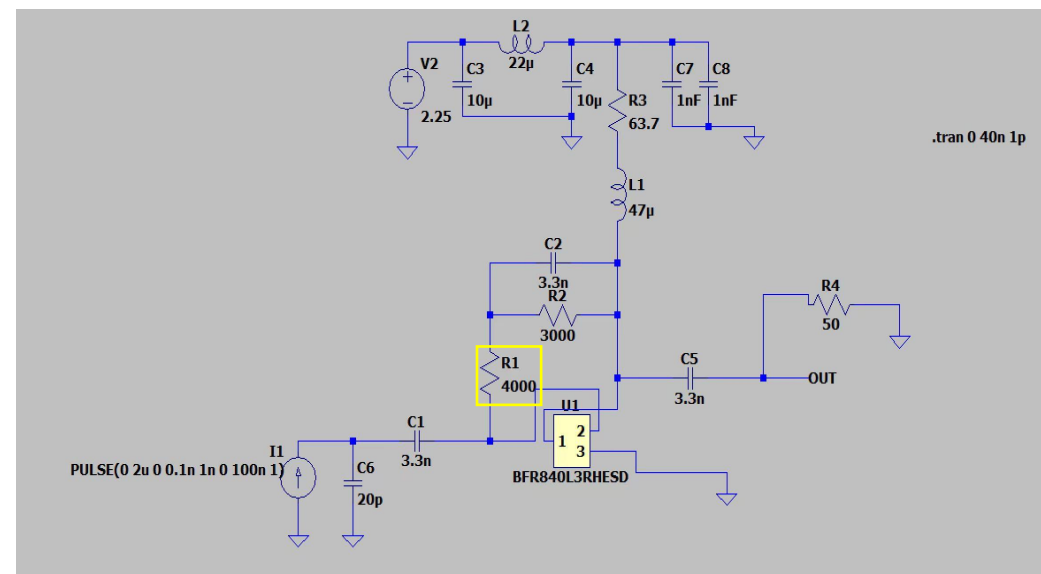 L2
22µ
V2
2.25
C3
10µ
C4
10µ
C7
1nF
C8
1nF
R3
63.7
.tran 0 40n 1p
L1
47µ
C2
3.3n
R2
3000
R4
50
R1
4000
C5
3.3n
OUT
U1
1
2
3
BFR840L3RHESD
C1
3.3n
I1
PULSE(0 2u 0 0.1n 1n 0 100n 1)
C6
20p